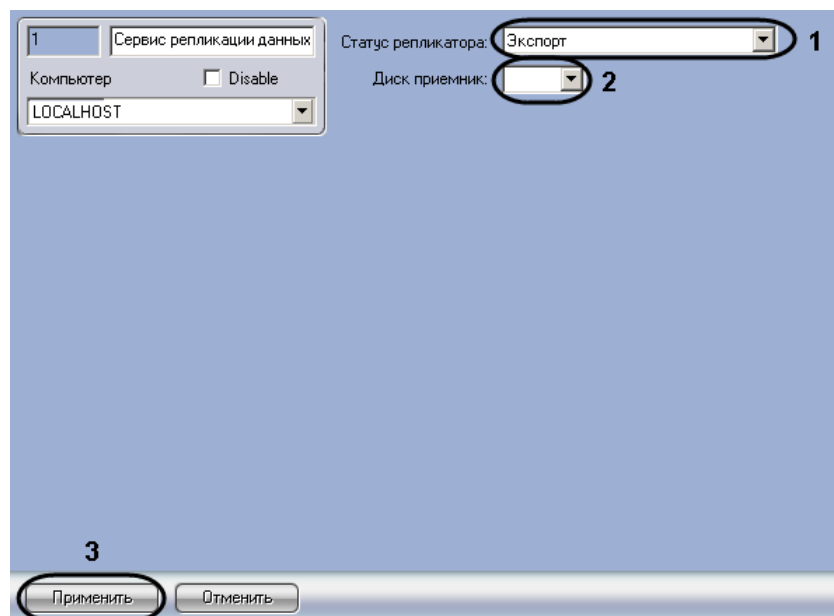 1 Сервис репликации данных
Компьютер Disable
LOCALHOST
Статус репликатора: Экспорт 1
Диск приемник: 2
3
Применить Отменить